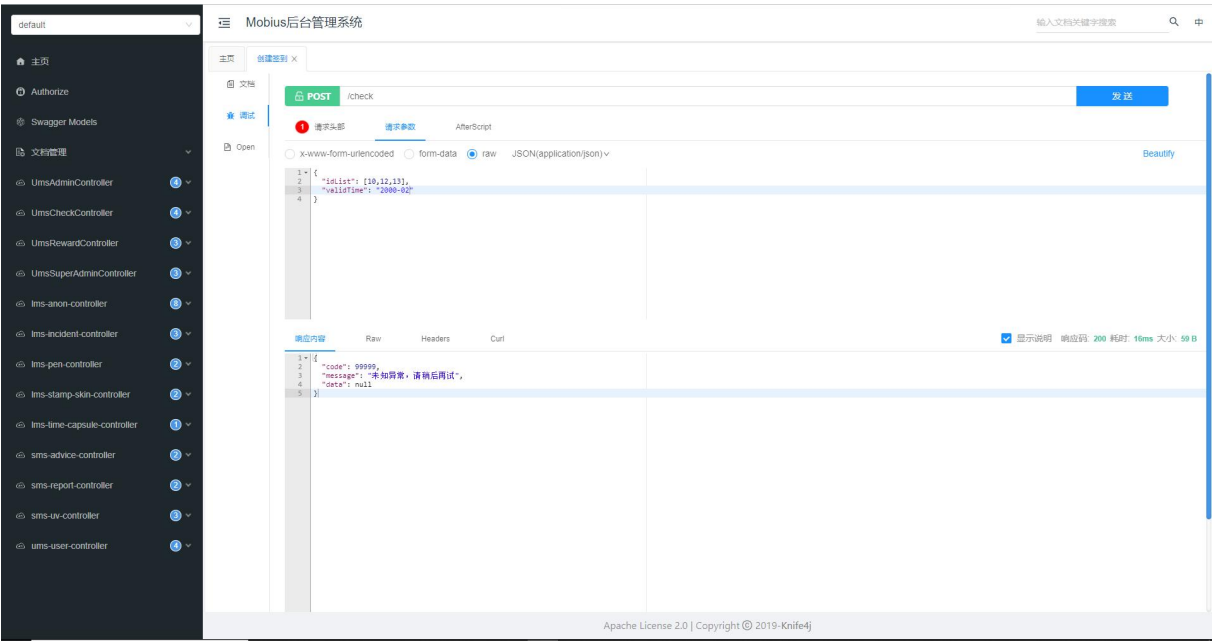 default
Mobius后台管理系统
输入文档关键字搜索
中
主页
Authorize
Swagger Models
文档管理
UmsAdminController 4
UmsCheckController 4
UmsRewardController 3
UmsSuperAdminController 3
lms-anon-controller 8
lms-incident-controller 3
lms-pen-controller 2
lms-stamp-skin-controller 2
lms-time-capsule-controller 1
sms-advice-controller 2
sms-report-controller 2
sms-uv-controller 3
ums-user-controller 4
主页 创建签到 ×
文档
调试
Open
POST /check 发送
1 请求头部 请求参数 AfterScript
x-www-form-urlencoded form-data raw JSON(application/json) Beautify
1 {
2 "idList": [10,12,13],
3 "validTime": "2000-02"
4 }
响应内容 Raw Headers Curl 显示说明 响应码: 200 耗时: 16ms 大小: 59 B
1 {
2 "code": 99999,
3 "message": "未知异常，请稍后再试",
4 "data": null
5 }
Apache License 2.0 | Copyright © 2019-Knife4j